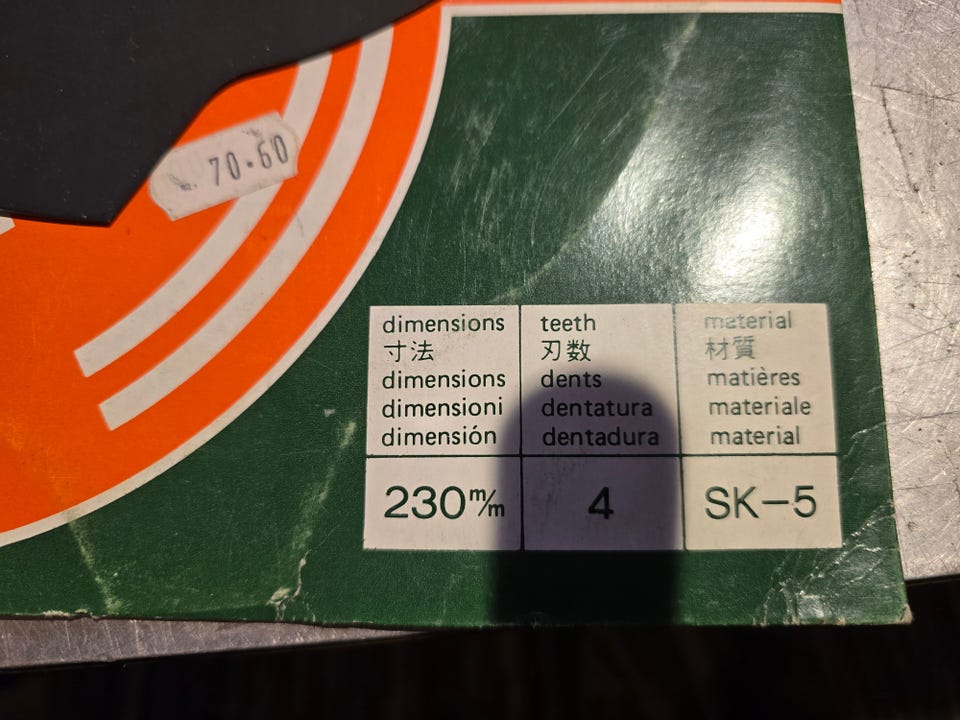 70.60
dimensions
寸法
dimensions
dimensioni
dimensión
teeth
刃数
dents
dentatura
dentadura
material
材質
matières
materiale
material
230 m/m
4
SK-5